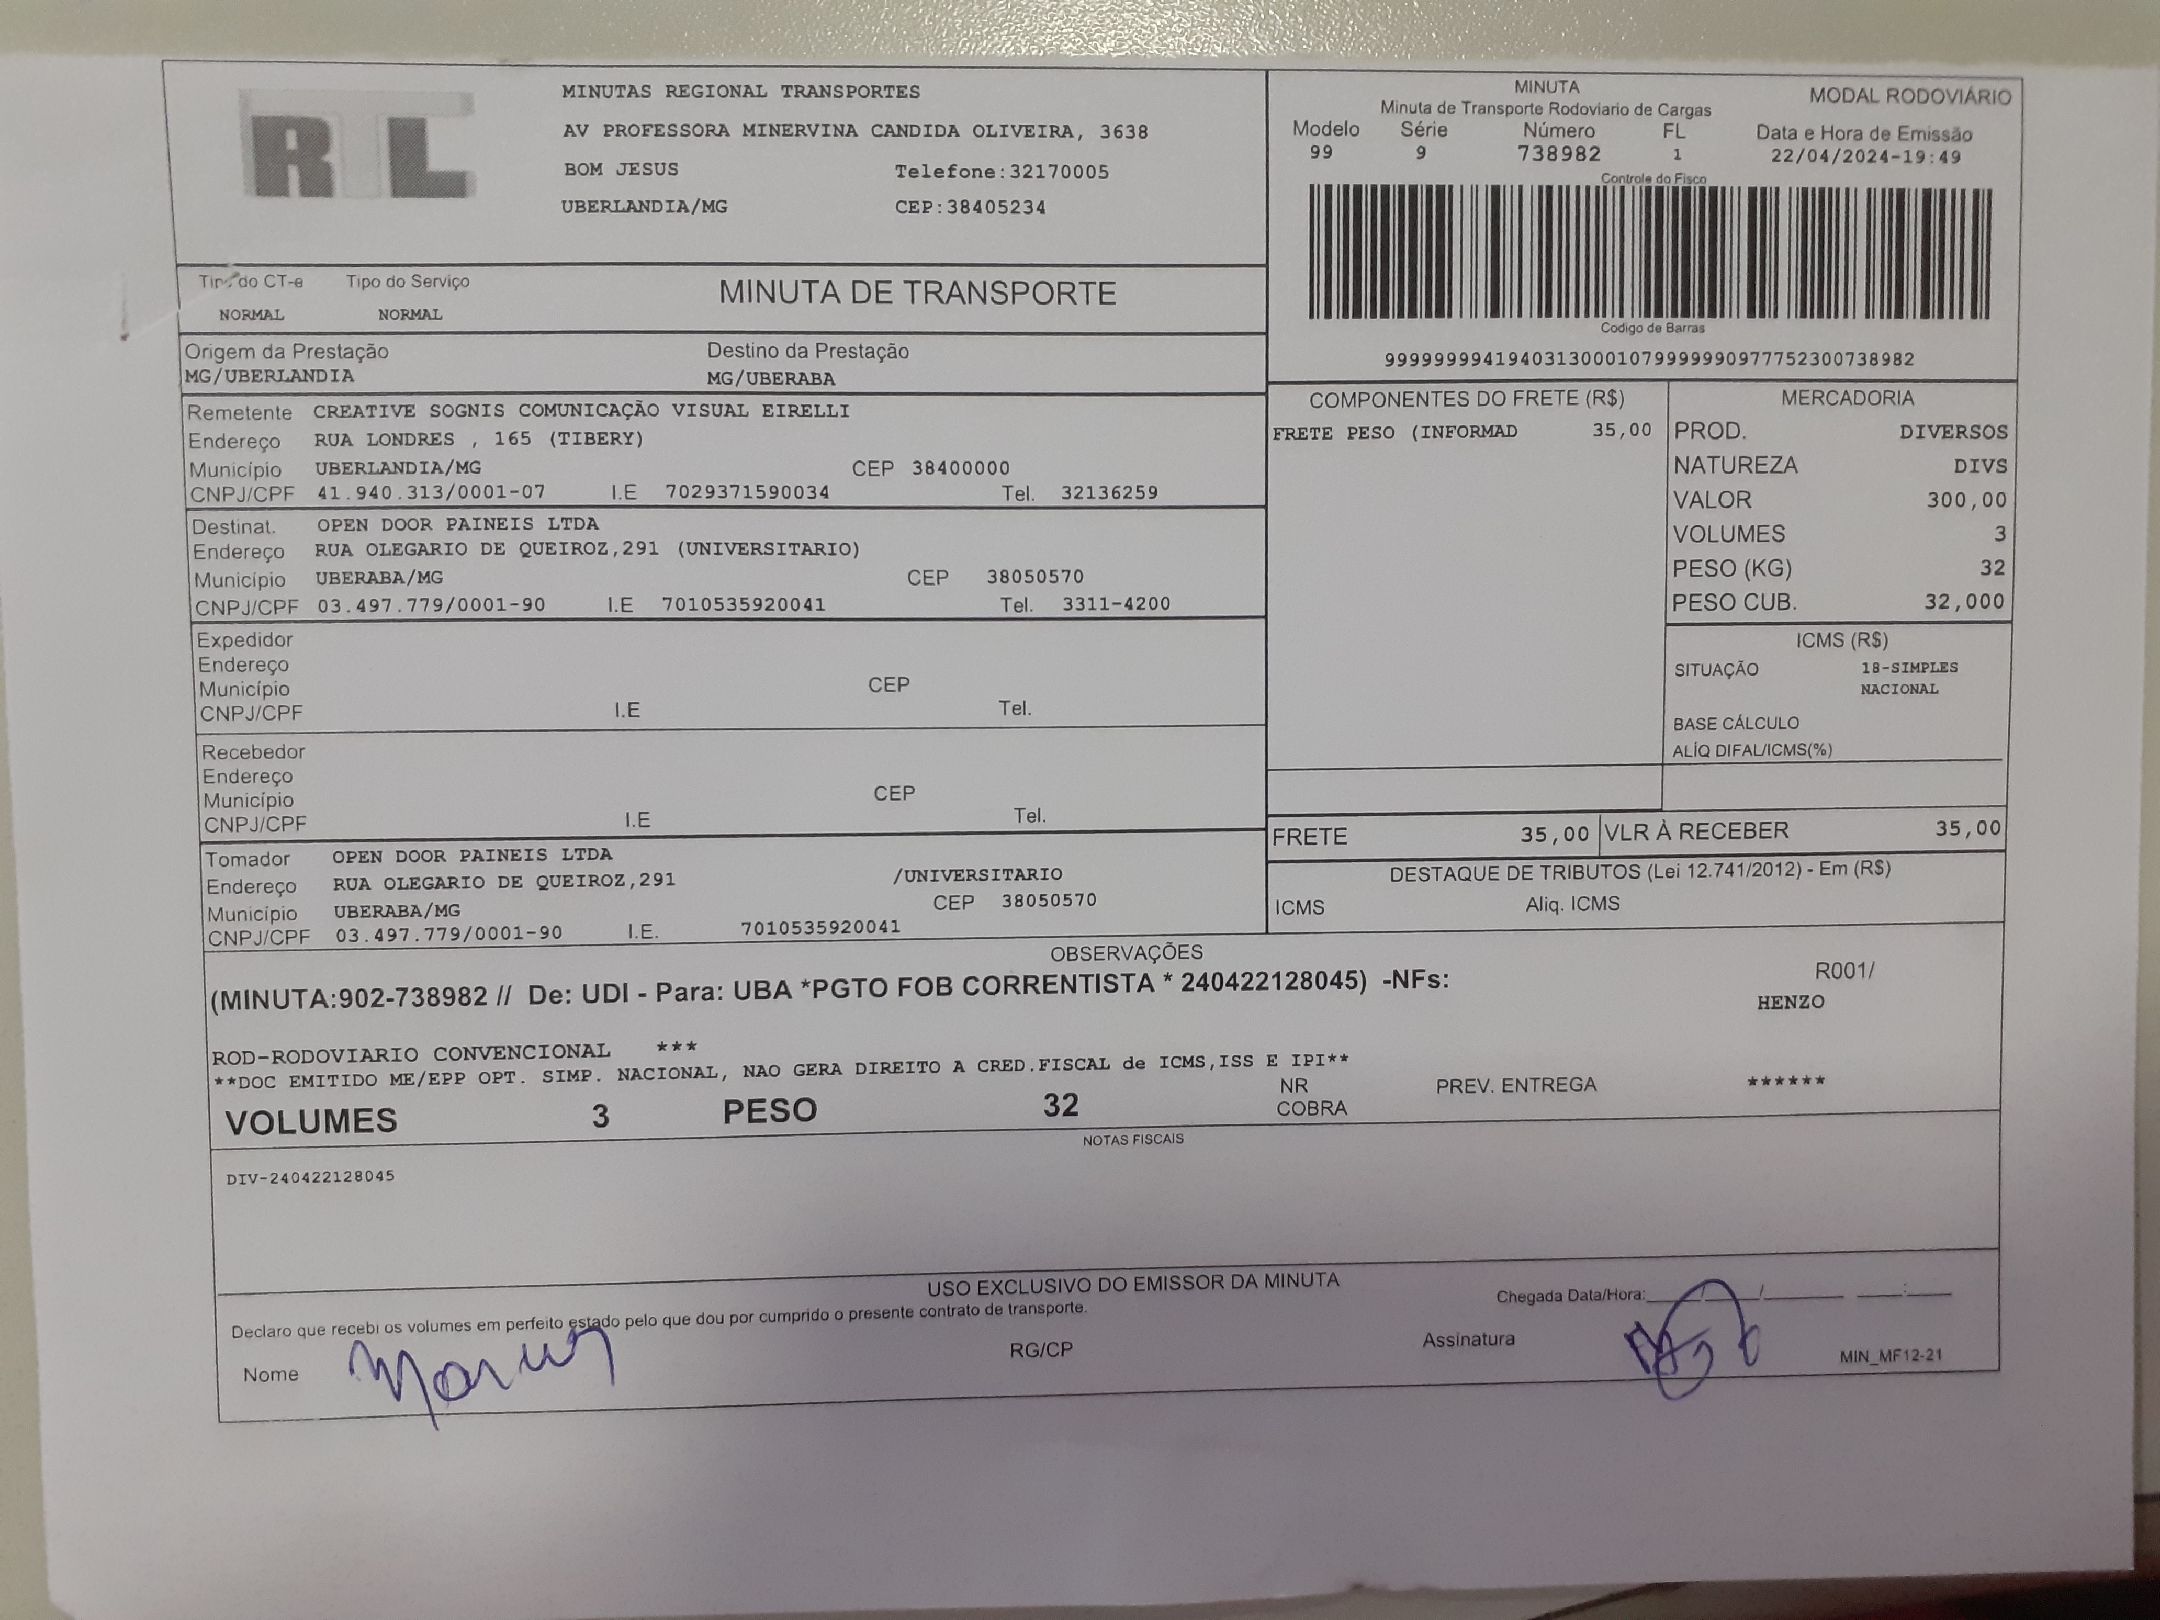 RTL
MINUTAS REGIONAL TRANSPORTES
AV PROFESSORA MINERVINA CANDIDA OLIVEIRA, 3638
BOM JESUS Telefone:32170005
UBERLANDIA/MG CEP:38405234
MINUTA MODAL RODOVIÁRIO
Minuta de Transporte Rodoviario de Cargas
Modelo Série Número FL Data e Hora de Emissão
99 9 738982 1 22/04/2024-19:49
Controle do Fisco
Codigo de Barras
99999999419403130001079999990977752300738982
Tipo do CT-e Tipo do Serviço MINUTA DE TRANSPORTE
NORMAL NORMAL
Origem da Prestação Destino da Prestação
MG/UBERLANDIA MG/UBERABA
Remetente CREATIVE SOGNIS COMUNICAÇÃO VISUAL EIRELLI
Endereço RUA LONDRES , 165 (TIBERY)
Município UBERLANDIA/MG CEP 38400000
CNPJ/CPF 41.940.313/0001-07 I.E 7029371590034 Tel. 32136259
Destinat. OPEN DOOR PAINEIS LTDA
Endereço RUA OLEGARIO DE QUEIROZ,291 (UNIVERSITARIO)
Município UBERABA/MG CEP 38050570
CNPJ/CPF 03.497.779/0001-90 I.E 7010535920041 Tel. 3311-4200
Expedidor
Endereço
Município CEP
CNPJ/CPF I.E Tel.
Recebedor
Endereço
Município CEP
CNPJ/CPF I.E Tel.
Tomador OPEN DOOR PAINEIS LTDA
Endereço RUA OLEGARIO DE QUEIROZ,291 /UNIVERSITARIO
Município UBERABA/MG CEP 38050570
CNPJ/CPF 03.497.779/0001-90 I.E. 7010535920041
COMPONENTES DO FRETE (R$)
FRETE PESO (INFORMAD 35,00
MERCADORIA
PROD. DIVERSOS
NATUREZA DIVS
VALOR 300,00
VOLUMES 3
PESO (KG) 32
PESO CUB. 32,000
ICMS (R$)
SITUAÇÃO 18-SIMPLES
NACIONAL
BASE CÁLCULO
ALÍQ DIFAL/ICMS(%)
FRETE 35,00 VLR À RECEBER 35,00
DESTAQUE DE TRIBUTOS (Lei 12.741/2012) - Em (R$)
ICMS Aliq. ICMS
OBSERVAÇÕES
(MINUTA:902-738982 // De: UDI - Para: UBA *PGTO FOB CORRENTISTA * 240422128045) -NFs: R001/
HENZO
ROD-RODOVIARIO CONVENCIONAL ***
**DOC EMITIDO ME/EPP OPT. SIMP. NACIONAL, NAO GERA DIREITO A CRED.FISCAL de ICMS,ISS E IPI**
VOLUMES 3 PESO 32 NR COBRA PREV. ENTREGA ******
NOTAS FISCAIS
DIV-240422128045
USO EXCLUSIVO DO EMISSOR DA MINUTA
Declaro que recebi os volumes em perfeito estado pelo que dou por cumprido o presente contrato de transporte. Chegada Data/Hora:____/____/____ ____:____
Nome RG/CP Assinatura MIN_MF12-21